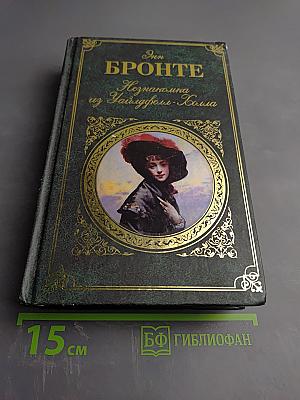 Энн
БРОНТЕ
Незнакомка
из Уайлдфелл-Холла
15 см
БФ ГИБЛИОФАН